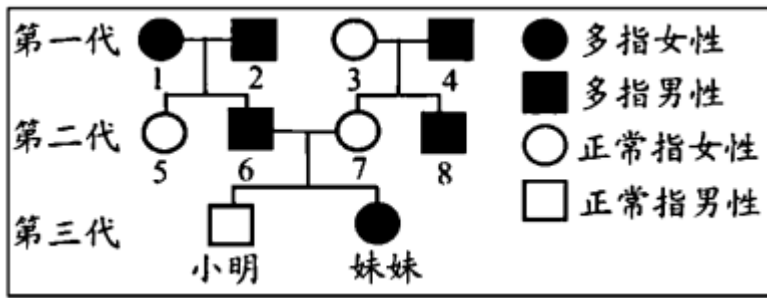 第一代 1 2 3 4 多指女性
多指男性
第二代 5 6 7 8 正常指女性
第三代 小明 妹妹 正常指男性